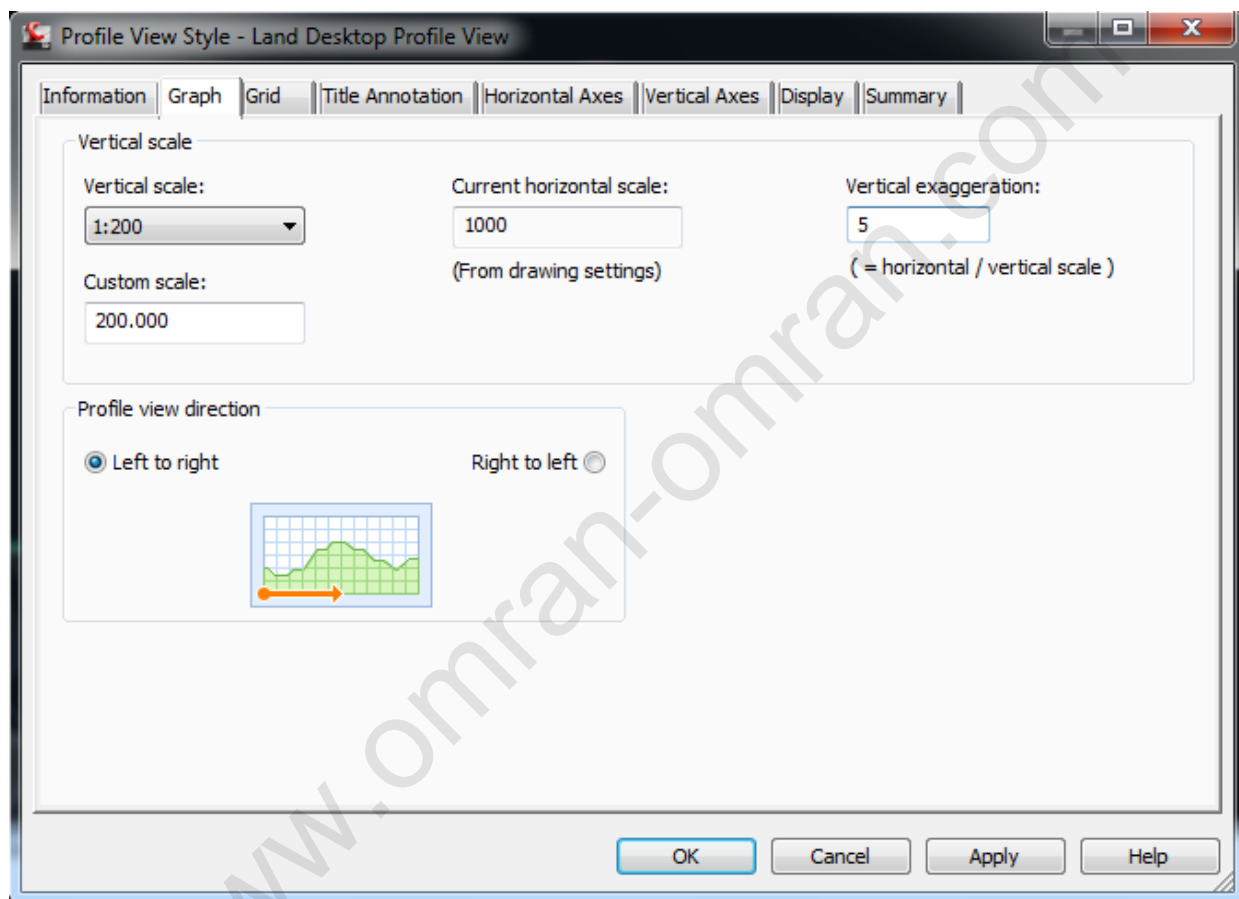 Profile View Style - Land Desktop Profile View
Information Graph Grid Title Annotation Horizontal Axes Vertical Axes Display Summary
Vertical scale
Vertical scale: Current horizontal scale: Vertical exaggeration:
1:200 1000 5
(From drawing settings) ( = horizontal / vertical scale )
Custom scale:
200.000
Profile view direction
Left to right Right to left
OK Cancel Apply Help
www.omran-omran.com